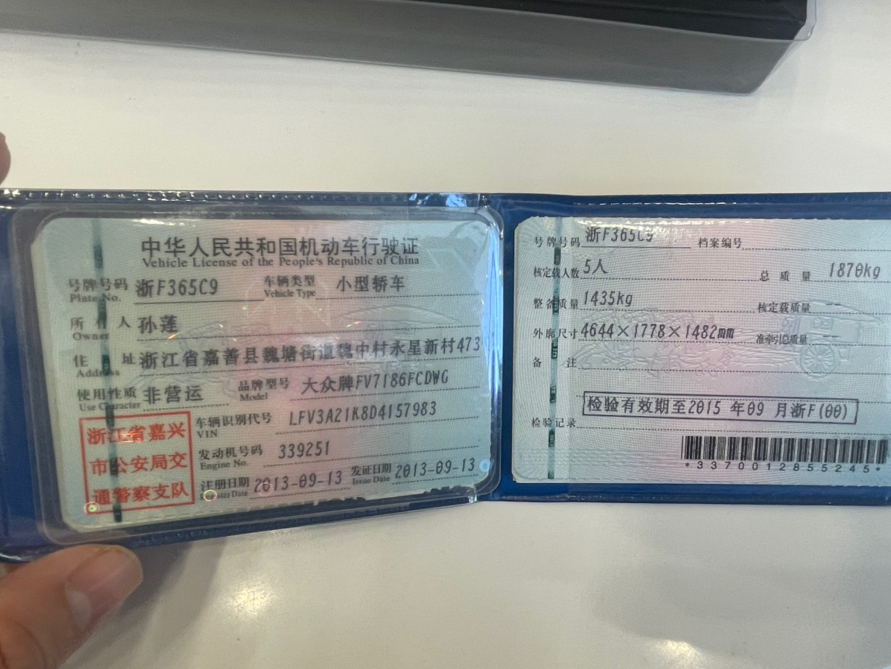 中华人民共和国机动车行驶证
Vehicle License of the People's Republic of China
号牌号码 浙F365C9 车辆类型 小型轿车
Plate No. Vehicle Type
所有人 孙莲
Owner
住址 浙江省嘉善县魏塘街道魏中村永星新村473
Address
使用性质 非营运 品牌型号 大众牌FV7186FCDWG
Use Character Model
浙江省嘉兴
市公安局交
通警察支队
车辆识别代号 LFV3A21K8D4157983
VIN
发动机号码 339251
Engine No.
注册日期 2013-09-13 发证日期 2013-09-13
Issue Date
号牌号码 浙F365C9 档案编号
核定载人数 5人 总质量 1870kg
整备质量 1435kg 核定载质量 --
外廓尺寸 4644×1778×1482mm 准牵引总质量 --
备注
检验有效期至2015 年09 月浙F(00)
检验记录
*3370012855245*